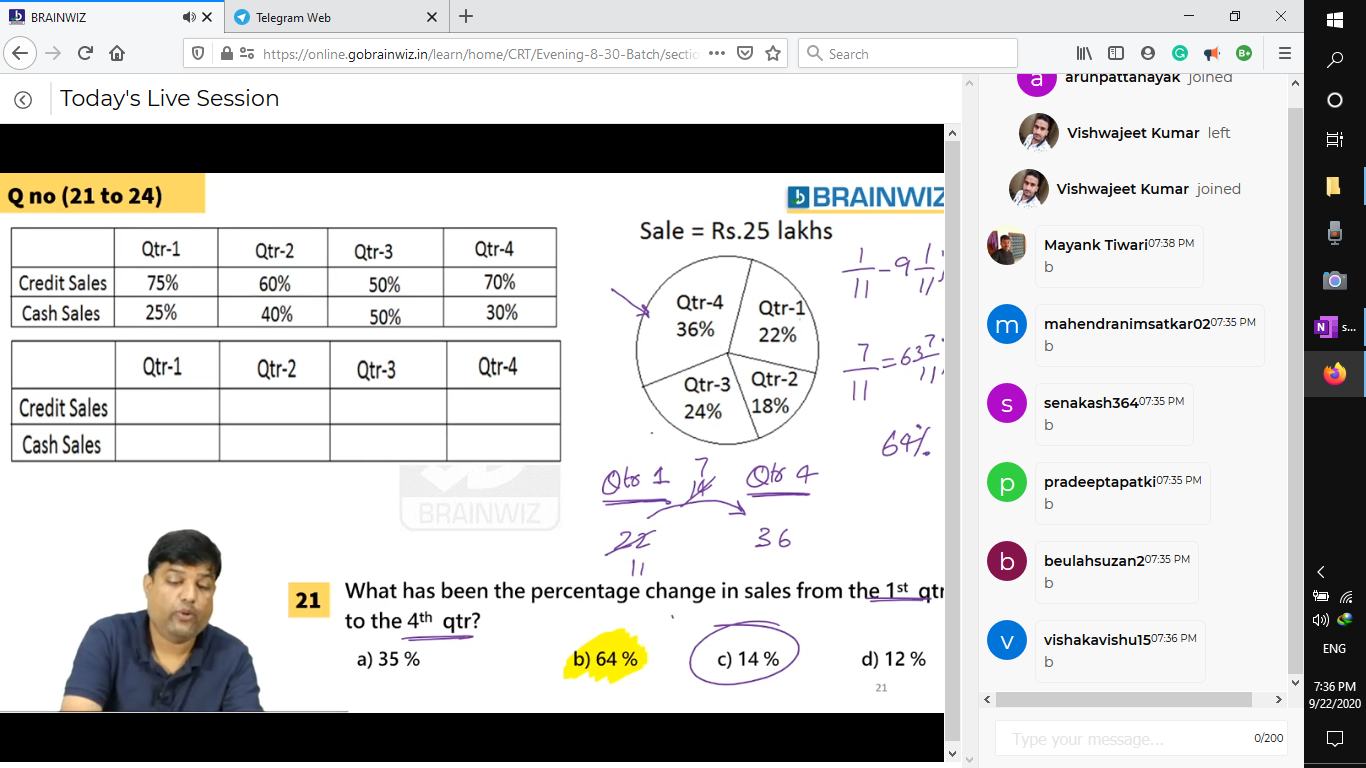 BRAINWIZ
Telegram Web
https://online.gobrainwiz.in/learn/home/CRT/Evening-8-30-Batch/sectio
Search
Today's Live Session
Q no (21 to 24)
BRAINWIZ
Qtr-1 Qtr-2 Qtr-3 Qtr-4
Credit Sales 75% 60% 50% 70%
Cash Sales 25% 40% 50% 30%
Qtr-1 Qtr-2 Qtr-3 Qtr-4
Credit Sales
Cash Sales
BRAINWIZ
Sale = Rs.25 lakhs
Qtr-4
36%
Qtr-1
22%
Qtr-3
24%
Qtr-2
18%
1/11 - 9 1/11
7/11 = 63 7/11
64%
Qtr 1 7 Qtr 4
14
22 36
11
21
What has been the percentage change in sales from the 1st qtr
to the 4th qtr?
a) 35 % b) 64 % c) 14 % d) 12 %
21
a
arunpattanayak joined
Vishwajeet Kumar left
Vishwajeet Kumar joined
Mayank Tiwari 07:38 PM
b
m
mahendranimsatkar02 07:35 PM
b
s
senakash364 07:35 PM
b
p
pradeeptapatki 07:35 PM
b
b
beulahsuzan2 07:35 PM
b
v
vishakavishu15 07:36 PM
b
Type your message... 0/200
B+
N s...
ENG
7:36 PM
9/22/2020